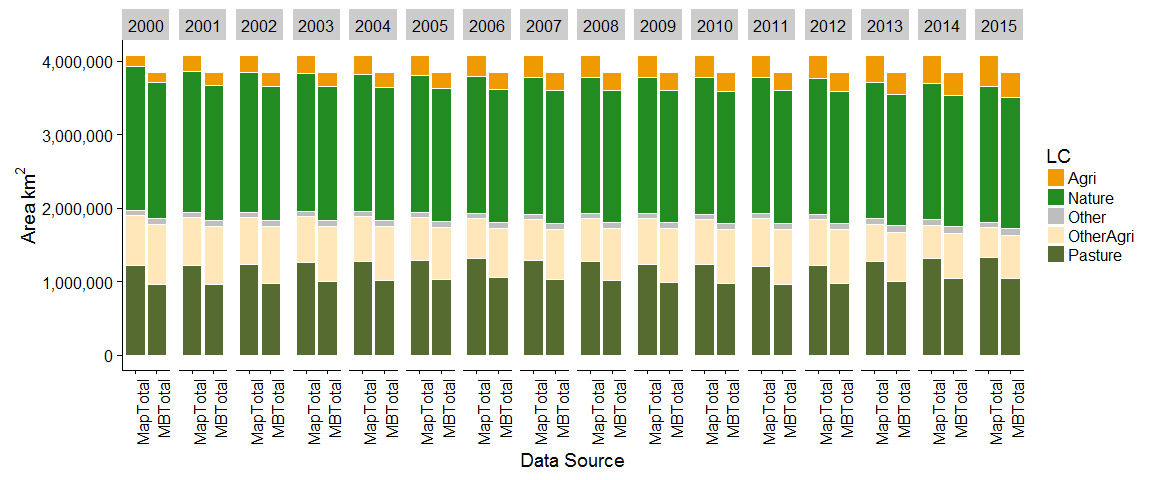 2000 2001 2002 2003 2004 2005 2006 2007 2008 2009 2010 2011 2012 2013 2014 2015
4,000,000
3,000,000
2,000,000
1,000,000
0
Area km²
MapTotal MBTotal MapTotal MBTotal MapTotal MBTotal MapTotal MBTotal MapTotal MBTotal MapTotal MBTotal MapTotal MBTotal MapTotal MBTotal MapTotal MBTotal MapTotal MBTotal MapTotal MBTotal MapTotal MBTotal MapTotal MBTotal MapTotal MBTotal MapTotal MBTotal MapTotal MBTotal
Data Source
LC
Agri
Nature
Other
OtherAgri
Pasture